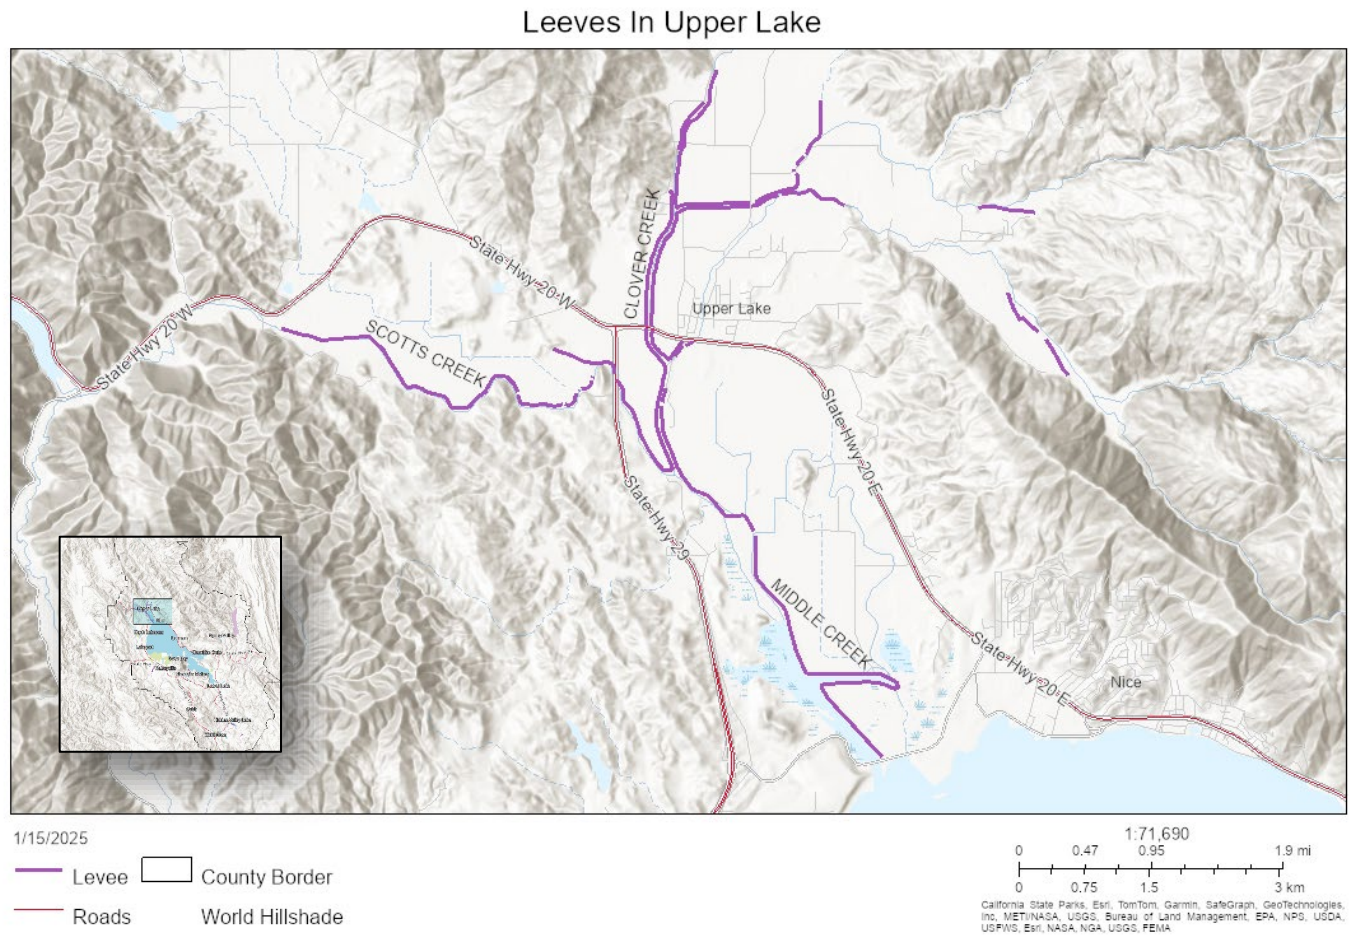 Leeves In Upper Lake
CLOVER CREEK
State Hwy 20 W
Upper Lake
State Hwy 20 W
SCOTTS CREEK
State Hwy 20 E
State Hwy 29
MIDDLE CREEK
State Hwy 20 E
Nice
1/15/2025
Levee
County Border
Roads
World Hillshade
1:71,690
0 0.47 0.95 1.9 mi
0 0.75 1.5 3 km
California State Parks, Esri, TomTom, Garmin, SafeGraph, GeoTechnologies,
Inc, METI/NASA, USGS, Bureau of Land Management, EPA, NPS, USDA,
USFWS, Esri, NASA, NGA, USGS, FEMA